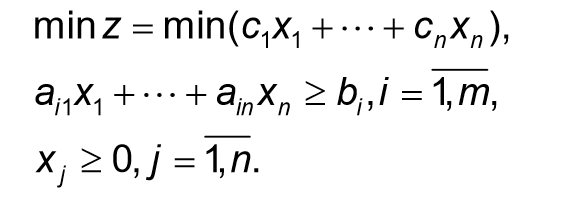 min z = min(c₁x₁ + ⋯ + cₙxₙ),
aᵢ₁x₁ + ⋯ + aᵢₙxₙ ≥ bᵢ, i = 1,m̅,
xⱼ ≥ 0, j = 1,n̅.